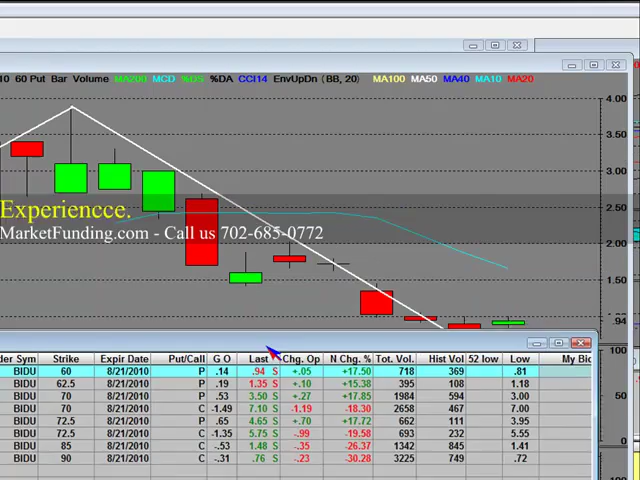 10 60 Put Bar Volume MA200 MCD %DS %DA CCI14 EnvUpDn (BB, 20) MA100 MA50 MA40 MA10 MA20
4.00
3.50
3.00
2.50
2.00
1.50
.94
Experiencce.
MarketFunding.com - Call us 702-685-0772
der Sym Strike Expir Date Put/Call G O Last Chg. Op N Chg. % Tot. Vol. Hist Vol 52 low Low My Bid
BIDU 60 8/21/2010 P .14 .94 S +.05 +17.50 718 369 .81
BIDU 62.5 8/21/2010 P .19 1.35 S +.10 +15.38 395 108 1.18
BIDU 70 8/21/2010 P .53 3.50 S +.27 +17.85 1984 594 3.00
BIDU 70 8/21/2010 C -1.49 7.10 S -1.19 -18.30 2658 467 7.00
BIDU 72.5 8/21/2010 P .65 4.65 S +.70 +17.72 662 111 3.95
BIDU 72.5 8/21/2010 C -1.35 5.75 S -.99 -19.58 693 232 5.55
BIDU 85 8/21/2010 C -.53 1.48 S -.35 -26.37 1342 845 1.41
BIDU 90 8/21/2010 C -.31 .76 S -.23 -30.28 3225 749 .72
100
50
0